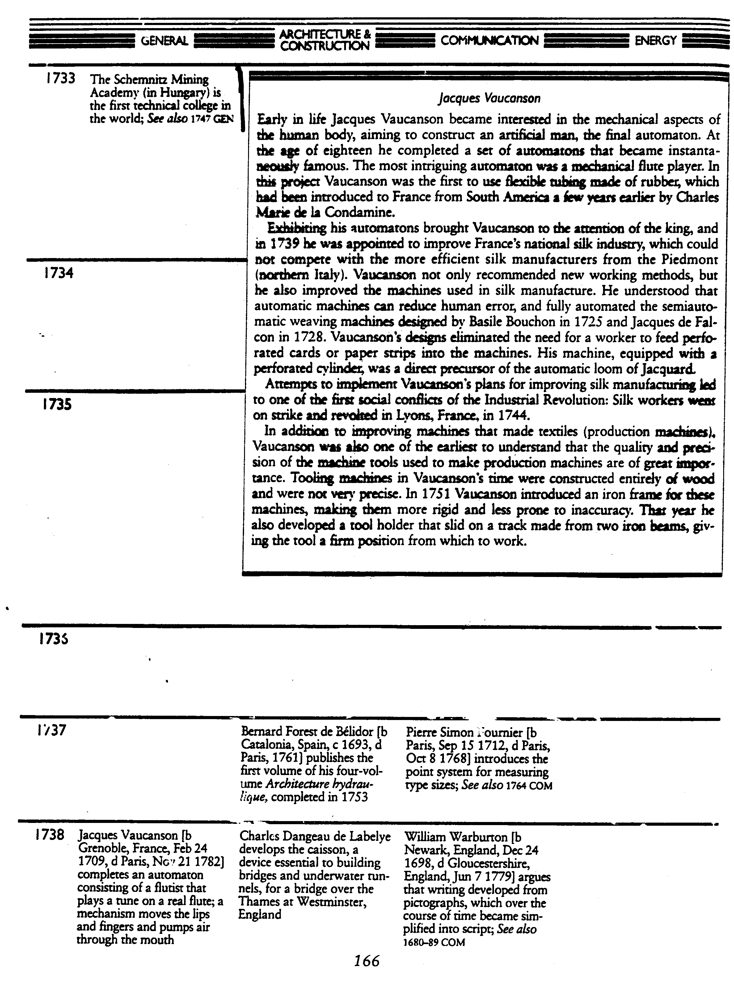 GENERAL
ARCHITECTURE &
CONSTRUCTION
COMMUNICATION
ENERGY
1733
The Schemnitz Mining
Academy (in Hungary) is
the first technical college in
the world; See also 1747 GEN
Jacques Vaucanson
Early in life Jacques Vaucanson became interested in the mechanical aspects of
the human body, aiming to construct an artificial man, the final automaton. At
the age of eighteen he completed a set of automatons that became instanta-
neously famous. The most intriguing automaton was a mechanical flute player. In
this project Vaucanson was the first to use flexible tubing made of rubber, which
had been introduced to France from South America a few years earlier by Charles
Marie de la Condamine.
Exhibiting his automatons brought Vaucanson to the attention of the king, and
in 1739 he was appointed to improve France's national silk industry, which could
not compete with the more efficient silk manufacturers from the Piedmont
(northern Italy). Vaucanson not only recommended new working methods, but
he also improved the machines used in silk manufacture. He understood that
automatic machines can reduce human error, and fully automated the semiauto-
matic weaving machines designed by Basile Bouchon in 1725 and Jacques de Fal-
con in 1728. Vaucanson's designs eliminated the need for a worker to feed perfo-
rated cards or paper strips into the machines. His machine, equipped with a
perforated cylinder, was a direct precursor of the automatic loom of Jacquard.
Attempts to implement Vaucanson's plans for improving silk manufacturing led
to one of the first social conflicts of the Industrial Revolution: Silk workers went
on strike and revolted in Lyons, France, in 1744.
In addition to improving machines that made textiles (production machines),
Vaucanson was also one of the earliest to understand that the quality and preci-
sion of the machine tools used to make production machines are of great impor-
tance. Tooling machines in Vaucanson's time were constructed entirely of wood
and were not very precise. In 1751 Vaucanson introduced an iron frame for these
machines, making them more rigid and less prone to inaccuracy. That year he
also developed a tool holder that slid on a track made from two iron beams, giv-
ing the tool a firm position from which to work.
1734
1735
1736
1737
Bernard Forest de Bélidor [b
Catalonia, Spain, c 1693, d
Paris, 1761] publishes the
first volume of his four-vol-
ume Architecture hydrau-
lique, completed in 1753
Pierre Simon Fournier [b
Paris, Sep 15 1712, d Paris,
Oct 8 1768] introduces the
point system for measuring
type sizes; See also 1764 COM
1738
Jacques Vaucanson [b
Grenoble, France, Feb 24
1709, d Paris, Nov 21 1782]
completes an automaton
consisting of a flutist that
plays a tune on a real flute; a
mechanism moves the lips
and fingers and pumps air
through the mouth
Charles Dangeau de Labelye
develops the caisson, a
device essential to building
bridges and underwater tun-
nels, for a bridge over the
Thames at Westminster,
England
William Warburton [b
Newark, England, Dec 24
1698, d Gloucestershire,
England, Jun 7 1779] argues
that writing developed from
pictographs, which over the
course of time became sim-
plified into script; See also
1680–89 COM
166